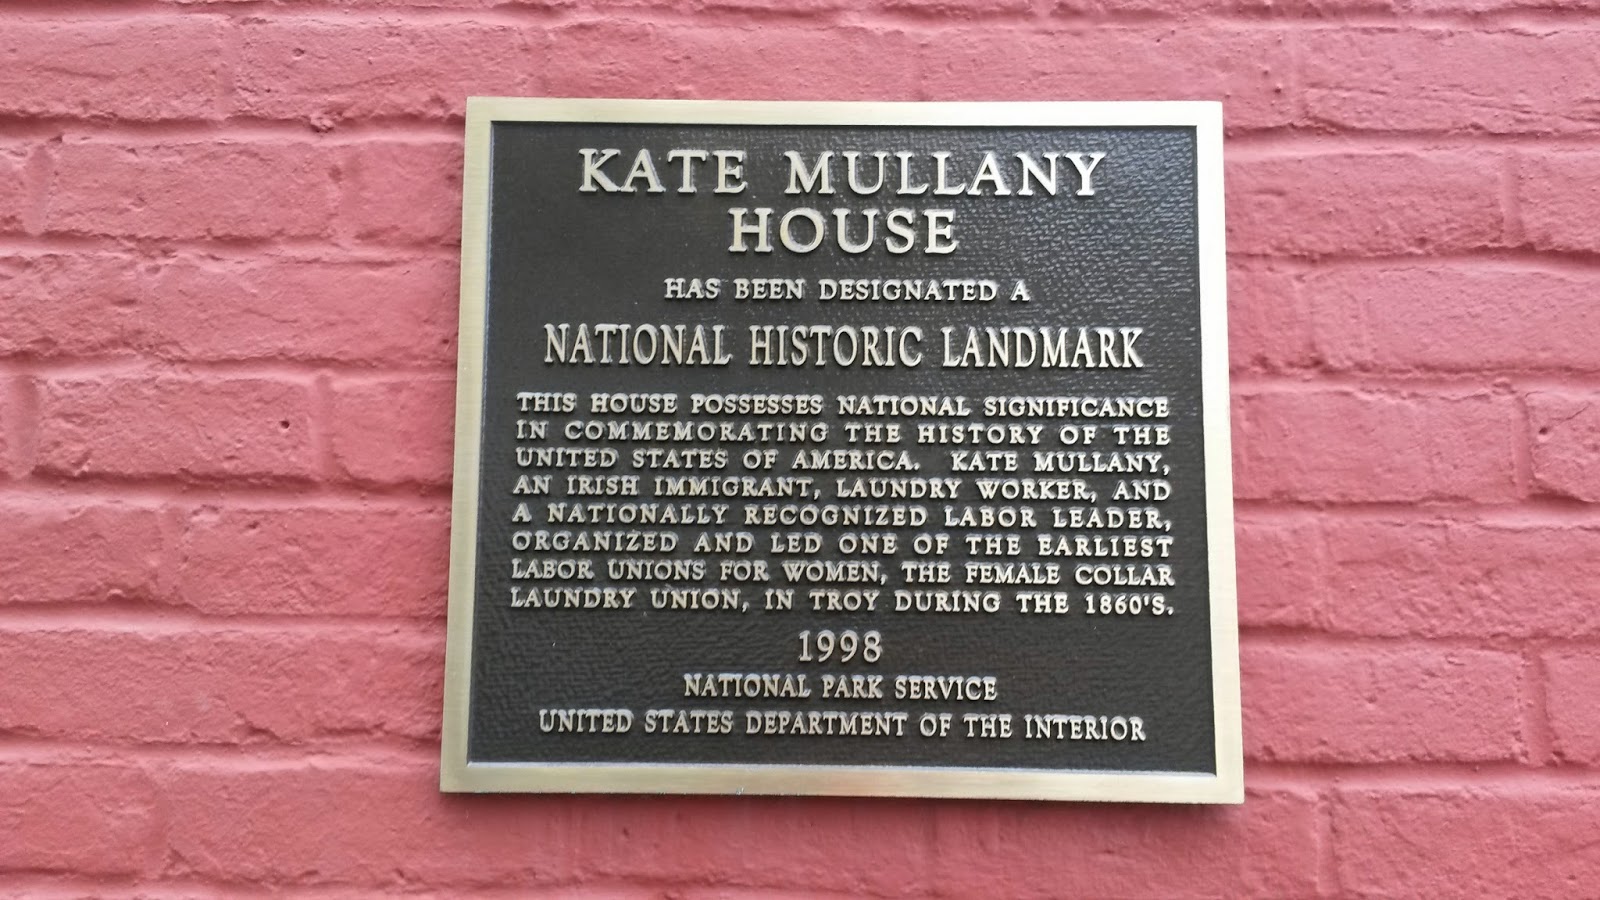 KATE MULLANY
HOUSE
HAS BEEN DESIGNATED A
NATIONAL HISTORIC LANDMARK
THIS HOUSE POSSESSES NATIONAL SIGNIFICANCE
IN COMMEMORATING THE HISTORY OF THE
UNITED STATES OF AMERICA. KATE MULLANY,
AN IRISH IMMIGRANT, LAUNDRY WORKER, AND
A NATIONALLY RECOGNIZED LABOR LEADER,
ORGANIZED AND LED ONE OF THE EARLIEST
LABOR UNIONS FOR WOMEN, THE FEMALE COLLAR
LAUNDRY UNION, IN TROY DURING THE 1860'S.
1998
NATIONAL PARK SERVICE
UNITED STATES DEPARTMENT OF THE INTERIOR